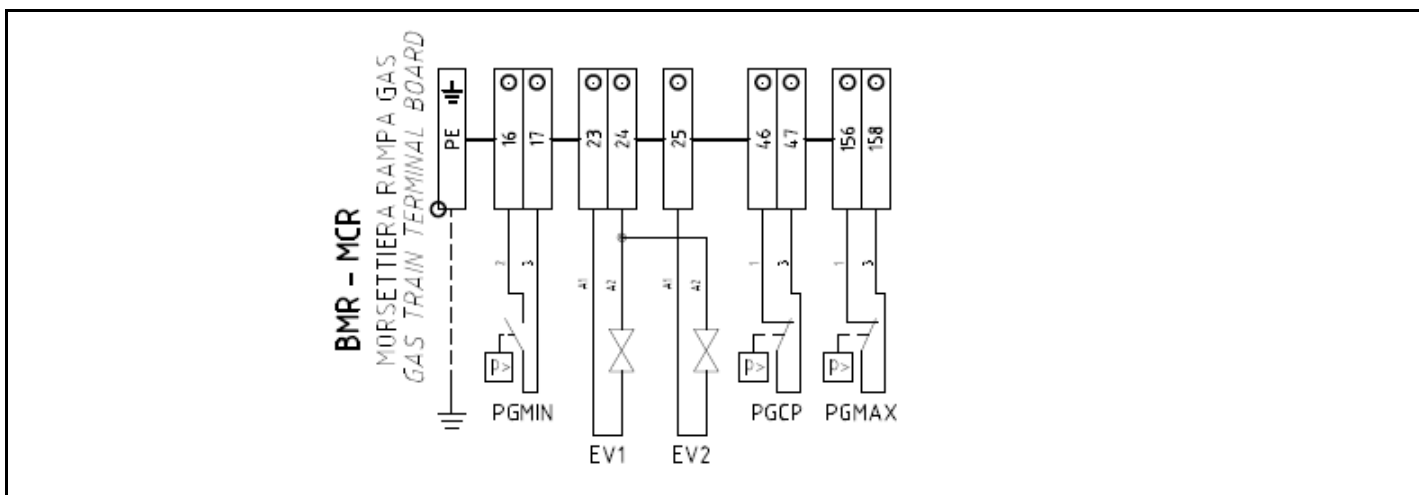 BMR - MCR
MORSETTIERA RAMPA GAS
GAS TRAIN TERMINAL BOARD
PE 16 17 23 24 25 46 47 156 158
2 3 A1 A2 A1 A2 1 3 1 3
P> P> P> P>
PGMIN PGCP PGMAX
EV1 EV2